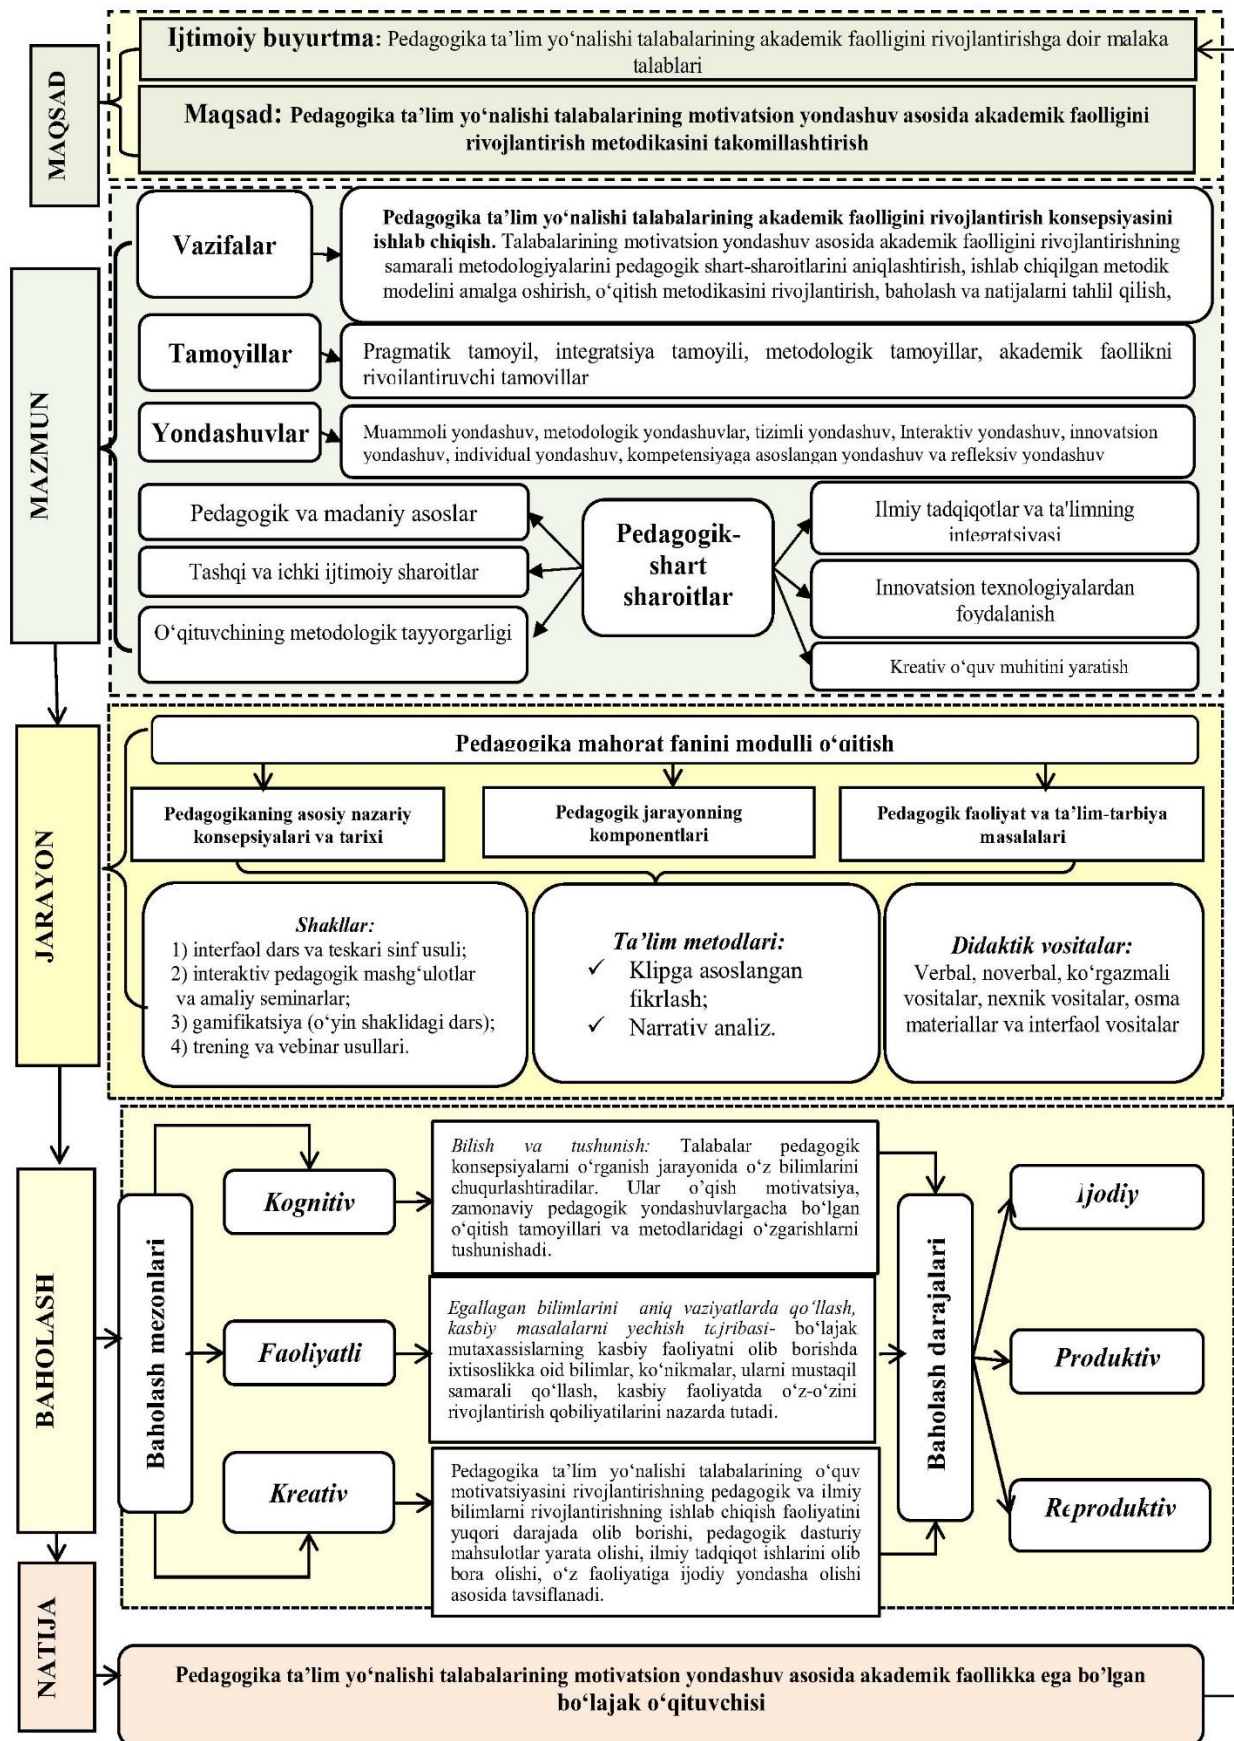 MAQSAD
Ijtimoiy buyurtma: Pedagogika ta’lim yo‘nalishi talabalarining akademik faolligini rivojlantirishga doir malaka
talablari
Maqsad: Pedagogika ta’lim yo‘nalishi talabalarining motivatsion yondashuv asosida akademik faolligini
rivojlantirish metodikasini takomillashtirish
MAZMUN
Vazifalar
Pedagogika ta’lim yo‘nalishi talabalarining akademik faolligini rivojlantirish konsepsiyasini
ishlab chiqish. Talabalarining motivatsion yondashuv asosida akademik faolligini rivojlantirishning
samarali metodologiyalarini pedagogik shart-sharoitlarini aniqlashtirish, ishlab chiqilgan metodik
modelini amalga oshirish, o‘qitish metodikasini rivojlantirish, baholash va natijalarni tahlil qilish,
Tamoyillar
Pragmatik tamoyil, integratsiya tamoyili, metodologik tamoyillar, akademik faollikni
rivoilantiruvchi tamovillar
Yondashuvlar
Muammoli yondashuv, metodologik yondashuvlar, tizimli yondashuv, Interaktiv yondashuv, innovatsion
yondashuv, individual yondashuv, kompetensiyaga asoslangan yondashuv va refleksiv yondashuv
Pedagogik va madaniy asoslar
Tashqi va ichki ijtimoiy sharoitlar
O‘qituvchining metodologik tayyorgarligi
Pedagogik-
shart
sharoitlar
Ilmiy tadqiqotlar va ta'limning
integratsivasi
Innovatsion texnologiyalardan
foydalanish
Kreativ o‘quv muhitini yaratish
JARAYON
Pedagogika mahorat fanini modulli o‘qitish
Pedagogikaning asosiy nazariy
konsepsiyalari va tarixi
Pedagogik jarayonning
komponentlari
Pedagogik faoliyat va ta’lim-tarbiya
masalalari
Shakllar:
1) interfaol dars va teskari sinf usuli;
2) interaktiv pedagogik mashg‘ulotlar
va amaliy seminarlar;
3) gamifikatsiya (o‘yin shaklidagi dars);
4) trening va vebinar usullari.
Ta’lim metodlari:
✓ Klipga asoslangan
fikrlash;
✓ Narrativ analiz.
Didaktik vositalar:
Verbal, noverbal, ko‘rgazmali
vositalar, nexnik vositalar, osma
materiallar va interfaol vositalar
BAHOLASH
Baholash mezonlari
Kognitiv
Bilish va tushunish: Talabalar pedagogik
konsepsiyalarni o‘rganish jarayonida o‘z bilimlarini
chuqurlashtiradilar. Ular o’qish motivatsiya,
zamonaviy pedagogik yondashuvlargacha bo‘lgan
o‘qitish tamoyillari va metodlaridagi o‘zgarishlarni
tushunishadi.
Faoliyatli
Egallagan bilimlarini aniq vaziyatlarda qo‘llash,
kasbiy masalalarni yechish tajribasi- bo‘lajak
mutaxassislarning kasbiy faoliyatni olib borishda
ixtisoslikka oid bilimlar, ko‘nikmalar, ularni mustaqil
samarali qo‘llash, kasbiy faoliyatda o‘z-o‘zini
rivojlantirish qobiliyatilarini nazarda tutadi.
Kreativ
Pedagogika ta’lim yo‘nalishi talabalarining o‘quv
motivatsiyasini rivojlantirishning pedagogik va ilmiy
bilimlarni rivojlantirishning ishlab chiqish faoliyatini
yuqori darajada olib borishi, pedagogik dasturiy
mahsulotlar yarata olishi, ilmiy tadqiqot ishlarini olib
bora olishi, o‘z faoliyatiga ijodiy yondasha olishi
asosida tavsiflanadi.
Baholash darajalari
Ijodiy
Produktiv
Reproduktiv
NATIJA
Pedagogika ta’lim yo‘nalishi talabalarining motivatsion yondashuv asosida akademik faollikka ega bo’lgan
bo‘lajak o‘qituvchisi